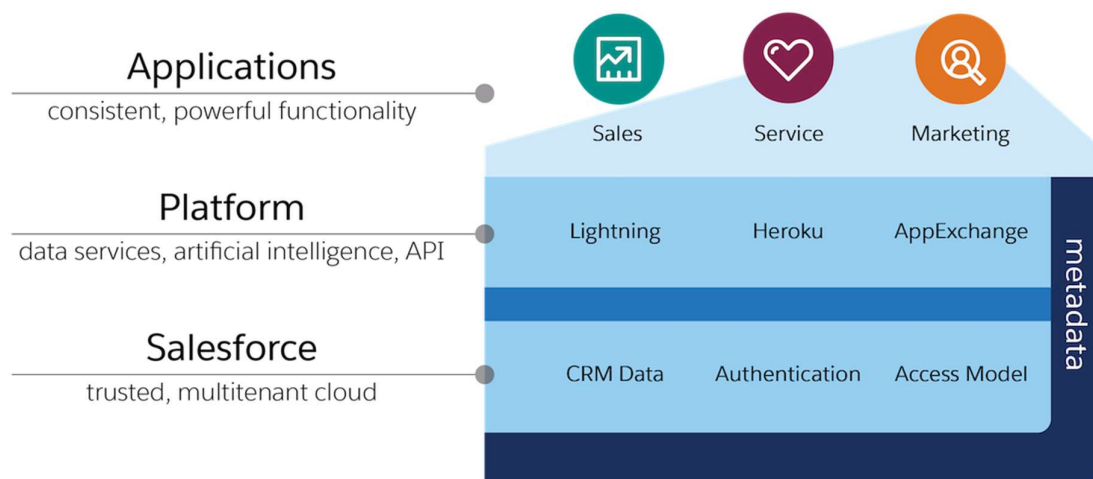 Applications
consistent, powerful functionality
Sales
Service
Marketing
Platform
data services, artificial intelligence, API
Lightning
Heroku
AppExchange
Salesforce
trusted, multitenant cloud
CRM Data
Authentication
Access Model
metadata